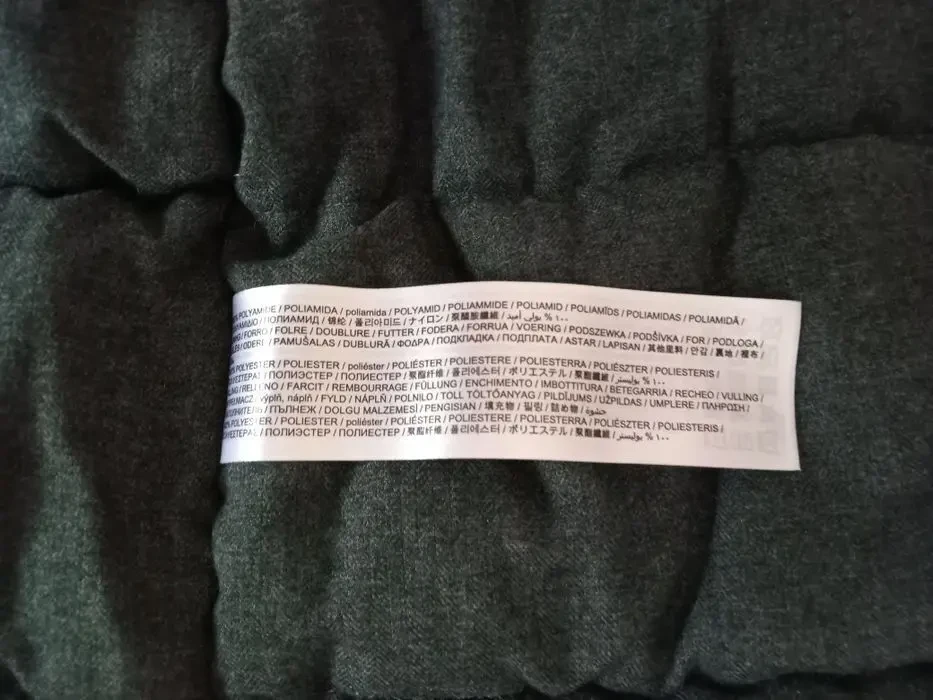 POLYAMIDE / POLIAMIDA / poliamida / POLYAMID / POLIAMMIDE / POLIAMID / POLIAMĪDS / POLIAMIDAS / POLIAMIDĂ /
ПОЛИАМИД / 锦纶 / 폴리아미드 / ナイロン / 聚醯胺纖維 / ١٠٠ % بولي أميد
FORRO / FOLRE / DOUBLURE / FUTTER / FODERA / FORRUA / VOERING / PODSZEWKA / PODŠÍVKA / FOR / PODLOGA /
PAMUŠALAS / DUBLURĂ / ΦΟΔΡΑ / ПОДКЛАДКА / ПОДПЛАТА / ASTAR / LAPISAN / 其他里料 / 안감 / 裏地 / 裡布 /
POLYESTER / POLIÉSTER / poliéster / POLIÉSTER / POLIESTERE / POLIESTERRA / POLIÉSZTER / POLIESTERIS /
ПОЛИЭСТЕР / ПОЛИЕСТЕР / 聚酯纤维 / 폴리에스터 / ポリエステル / 聚酯纖維 / ١٠٠ % بوليستر
FARCIT / REMBOURRAGE / FÜLLUNG / ENCHIMENTO / IMBOTTITURA / BETEGARRIA / RECHEO / VULLING /
výplň, náplň / FYLD / NÁPLŇ / POLNILO / TOLL TÖLTŐANYAG / PILDĪJUMS / UŽPILDAS / UMPLERE / ΠΛΗΡΩΣΗ /
ПЪЛНЕЖ / DOLGU MALZEMESİ / PENGISIAN / 填充物 / 필링 / 詰め物 / حشوة /
POLYESTER / POLIÉSTER / poliéster / POLIÉSTER / POLIESTERE / POLIESTERRA / POLIÉSZTER / POLIESTERIS /
ПОЛИЭСТЕР / ПОЛИЕСТЕР / 聚酯纤维 / 폴리에스터 / ポリエステル / 聚酯纖維 / ١٠٠ % بوليستر